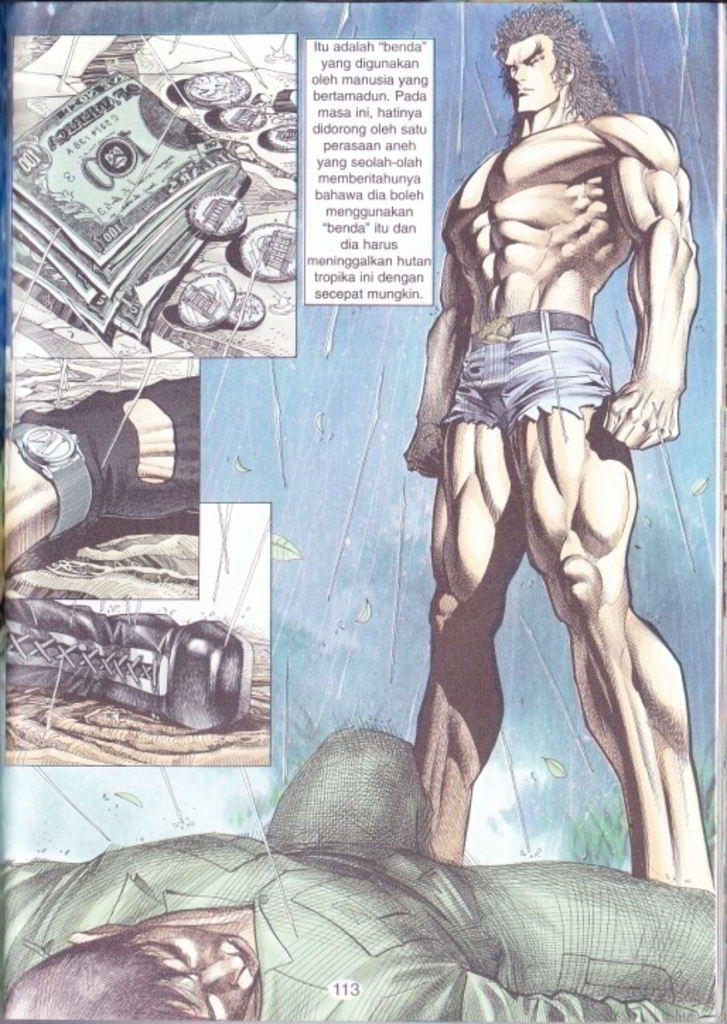 Itu adalah "benda"
yang digunakan
oleh manusia yang
bertamadun. Pada
masa ini, hatinya
didorong oleh satu
perasaan aneh
yang seolah-olah
memberitahunya
bahawa dia boleh
menggunakan
"benda" itu dan
dia harus
meninggalkan hutan
tropika ini dengan
secepat mungkin.
100
100
113